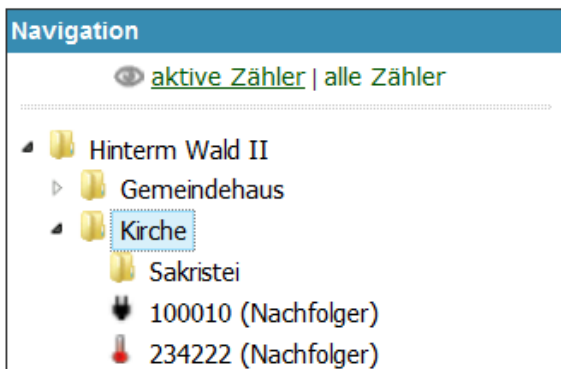 Navigation
aktive Zähler | alle Zähler
Hinterm Wald II
Gemeindehaus
Kirche
Sakristei
100010 (Nachfolger)
234222 (Nachfolger)